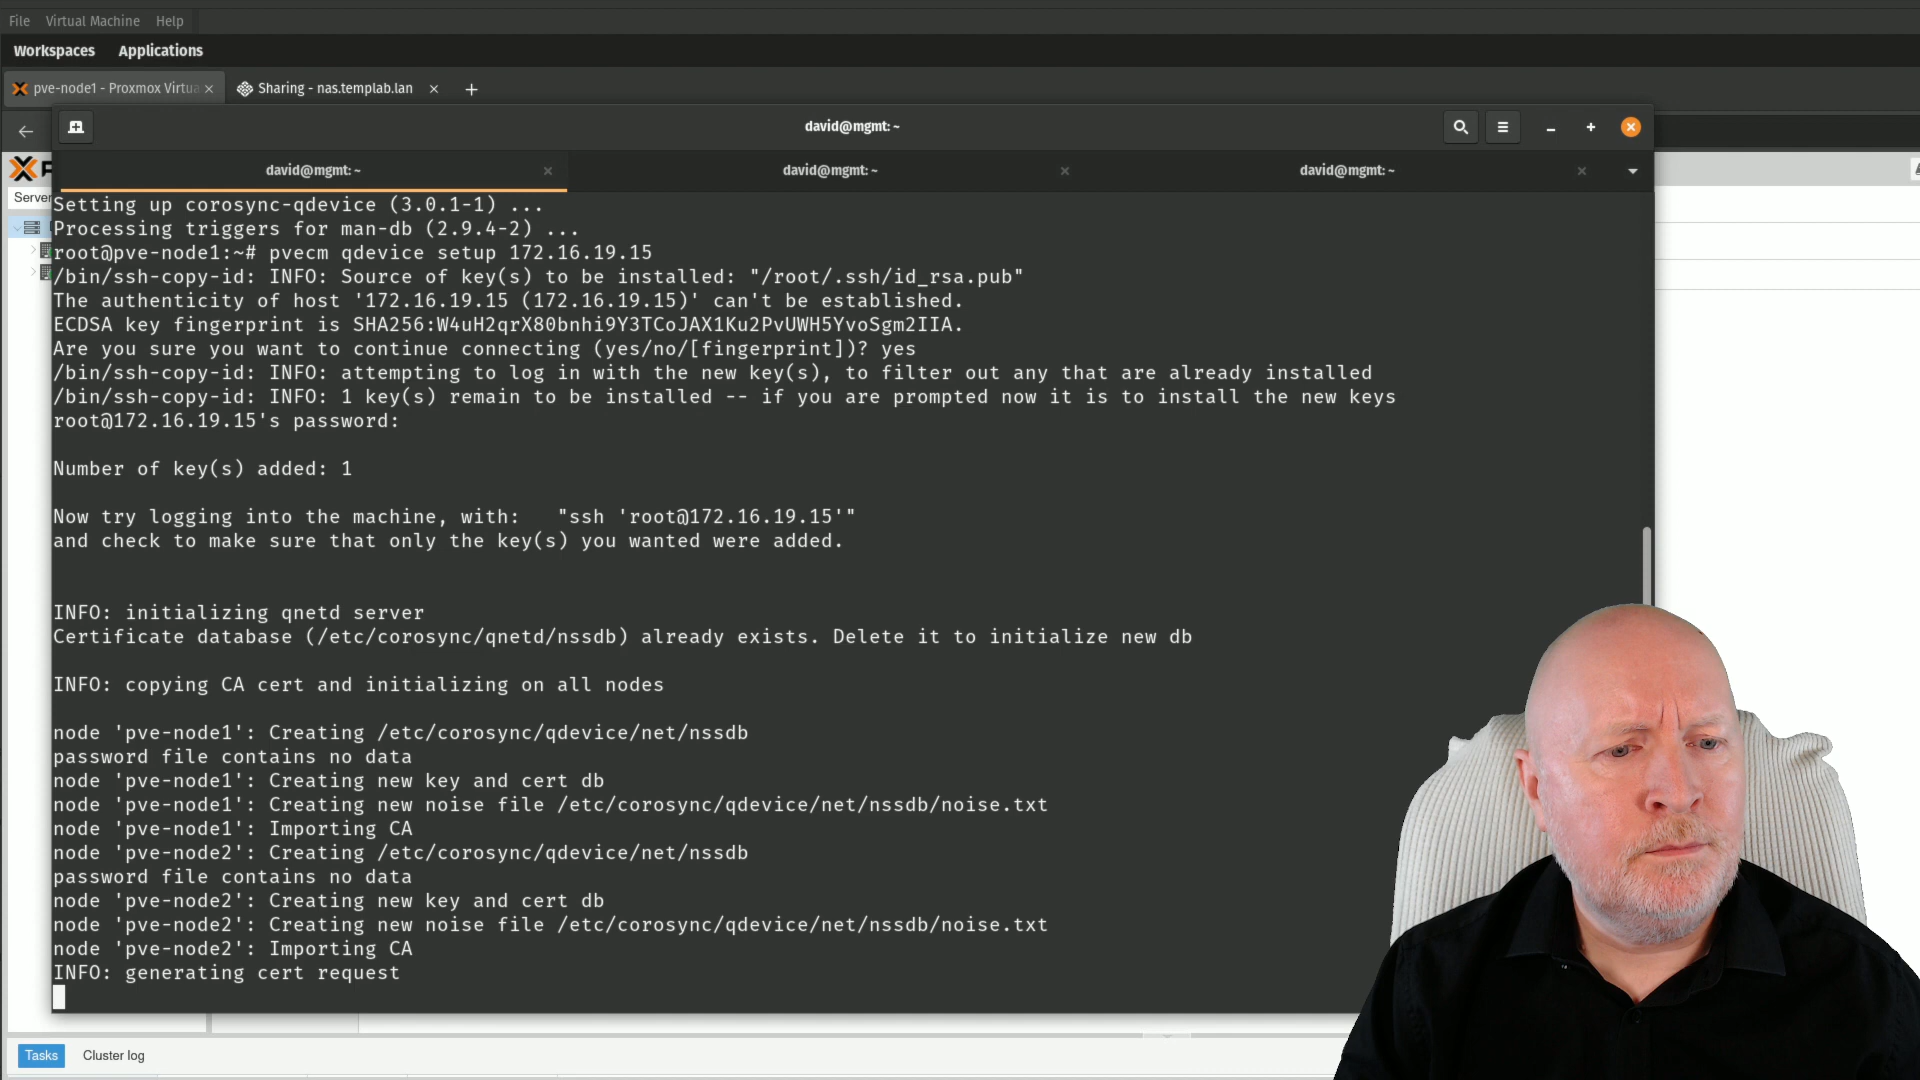 File Virtual Machine Help
Workspaces Applications
pve-node1 - Proxmox Virtua × Sharing - nas.templab.lan × +
david@mgmt: ~
david@mgmt: ~ × david@mgmt: ~ × david@mgmt: ~ ×
Server
Setting up corosync-qdevice (3.0.1-1) ...
Processing triggers for man-db (2.9.4-2) ...
root@pve-node1:~# pvecm qdevice setup 172.16.19.15
/bin/ssh-copy-id: INFO: Source of key(s) to be installed: "/root/.ssh/id_rsa.pub"
The authenticity of host '172.16.19.15 (172.16.19.15)' can't be established.
ECDSA key fingerprint is SHA256:W4uH2qrX80bnhi9Y3TCoJAX1Ku2PvUWH5YvoSgm2IIA.
Are you sure you want to continue connecting (yes/no/[fingerprint])? yes
/bin/ssh-copy-id: INFO: attempting to log in with the new key(s), to filter out any that are already installed
/bin/ssh-copy-id: INFO: 1 key(s) remain to be installed -- if you are prompted now it is to install the new keys
root@172.16.19.15's password:
Number of key(s) added: 1
Now try logging into the machine, with:   "ssh 'root@172.16.19.15'"
and check to make sure that only the key(s) you wanted were added.
INFO: initializing qnetd server
Certificate database (/etc/corosync/qnetd/nssdb) already exists. Delete it to initialize new db
INFO: copying CA cert and initializing on all nodes
node 'pve-node1': Creating /etc/corosync/qdevice/net/nssdb
password file contains no data
node 'pve-node1': Creating new key and cert db
node 'pve-node1': Creating new noise file /etc/corosync/qdevice/net/nssdb/noise.txt
node 'pve-node1': Importing CA
node 'pve-node2': Creating /etc/corosync/qdevice/net/nssdb
password file contains no data
node 'pve-node2': Creating new key and cert db
node 'pve-node2': Creating new noise file /etc/corosync/qdevice/net/nssdb/noise.txt
node 'pve-node2': Importing CA
INFO: generating cert request
Tasks Cluster log